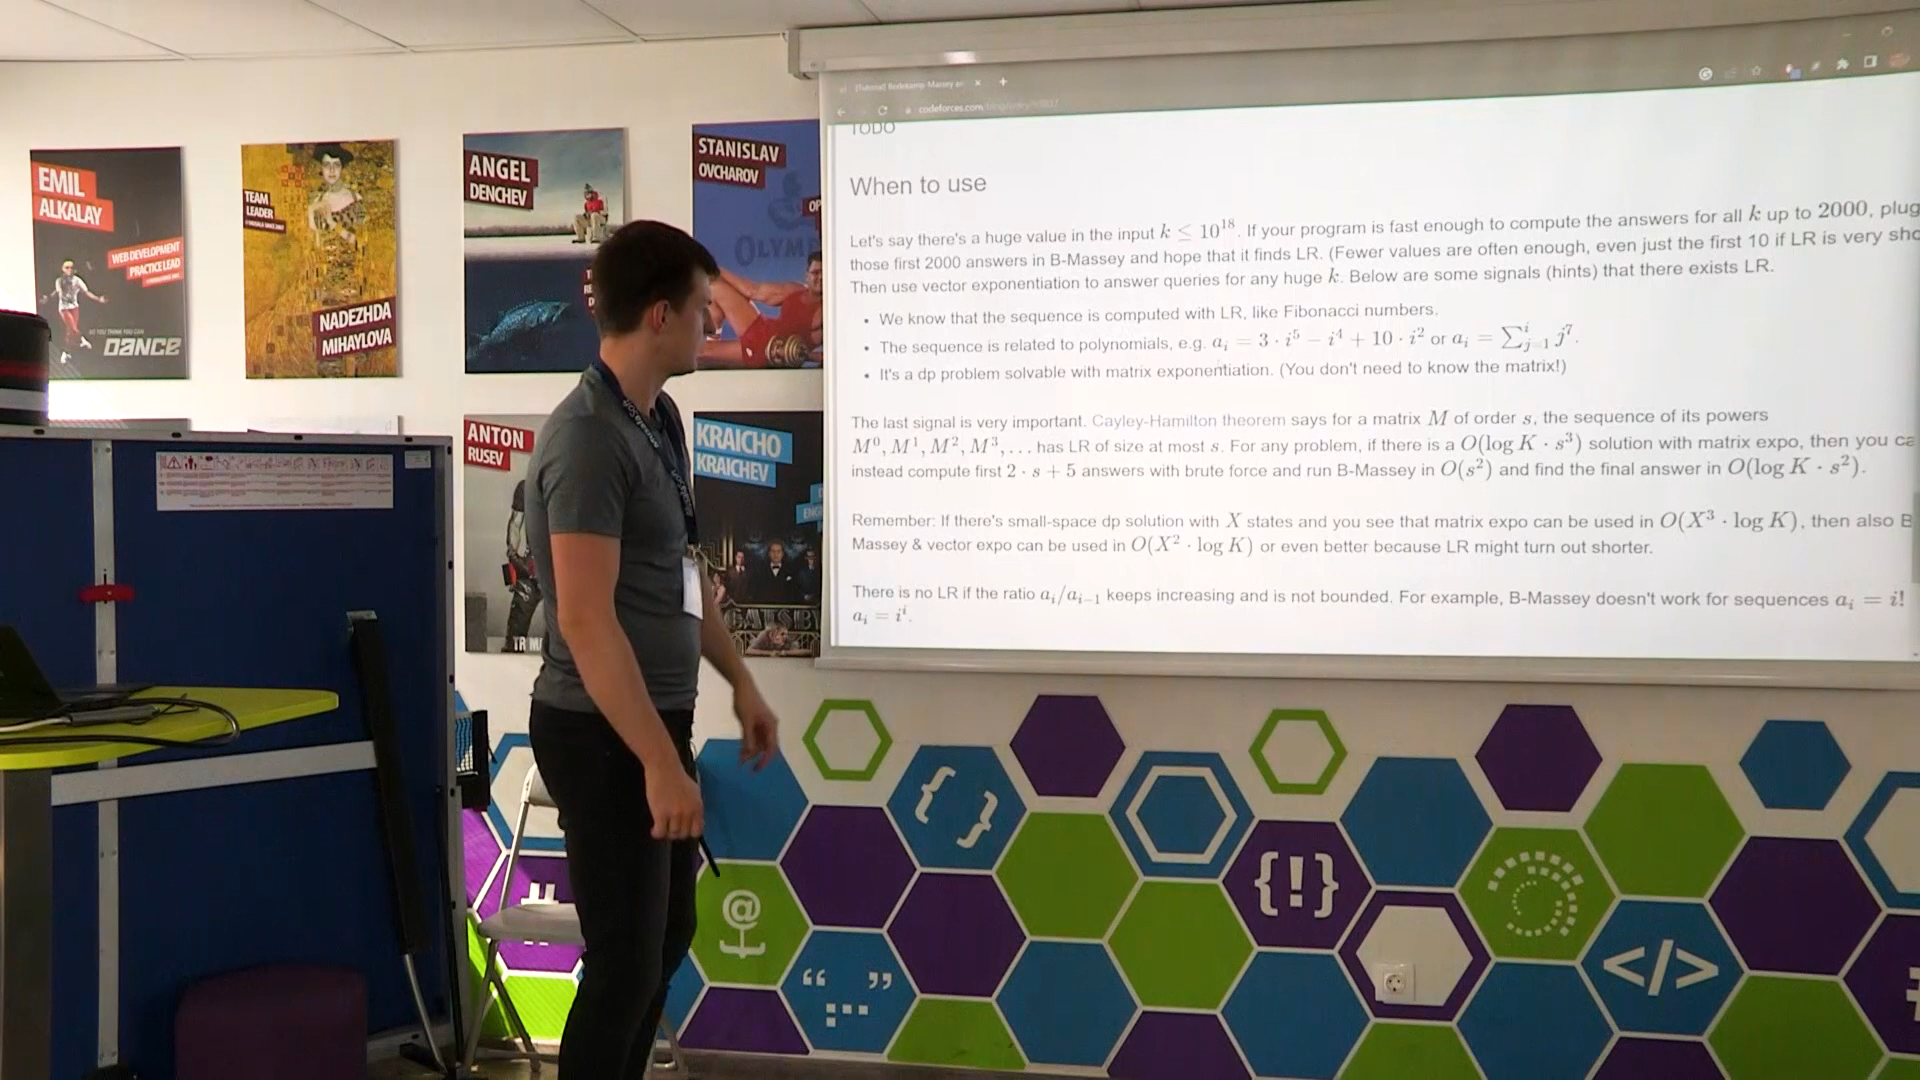 EMIL
ALKALAY
WEB DEVELOPMENT
PRACTICE LEAD
SO YOU THINK YOU CAN
DANCE
TEAM
LEADER
NADEZHDA
MIHAYLOVA
ANGEL
DENCHEV
STANISLAV
OVCHAROV
OP
OLYMP
ANTON
RUSEV
KRAICHO
KRAICHEV
ENG
GATSBY
codeforces.com
TODO
When to use
Let's say there's a huge value in the input k ≤ 10^18. If your program is fast enough to compute the answers for all k up to 2000, plug
those first 2000 answers in B-Massey and hope that it finds LR. (Fewer values are often enough, even just the first 10 if LR is very sho
Then use vector exponentiation to answer queries for any huge k. Below are some signals (hints) that there exists LR.
• We know that the sequence is computed with LR, like Fibonacci numbers.
• The sequence is related to polynomials, e.g. a_i = 3 · i^5 − i^4 + 10 · i^2 or a_i = ∑_{j=1}^{i} j^7.
• It's a dp problem solvable with matrix exponentiation. (You don't need to know the matrix!)
The last signal is very important. Cayley-Hamilton theorem says for a matrix M of order s, the sequence of its powers
M^0, M^1, M^2, M^3, … has LR of size at most s. For any problem, if there is a O(log K · s^3) solution with matrix expo, then you ca
instead compute first 2 · s + 5 answers with brute force and run B-Massey in O(s^2) and find the final answer in O(log K · s^2).
Remember: If there's small-space dp solution with X states and you see that matrix expo can be used in O(X^3 · log K), then also B
Massey & vector expo can be used in O(X^2 · log K) or even better because LR might turn out shorter.
There is no LR if the ratio a_i/a_{i−1} keeps increasing and is not bounded. For example, B-Massey doesn't work for sequences a_i = i!
a_i = i^i.
{ }
{!}
@
“ ”
</>
#